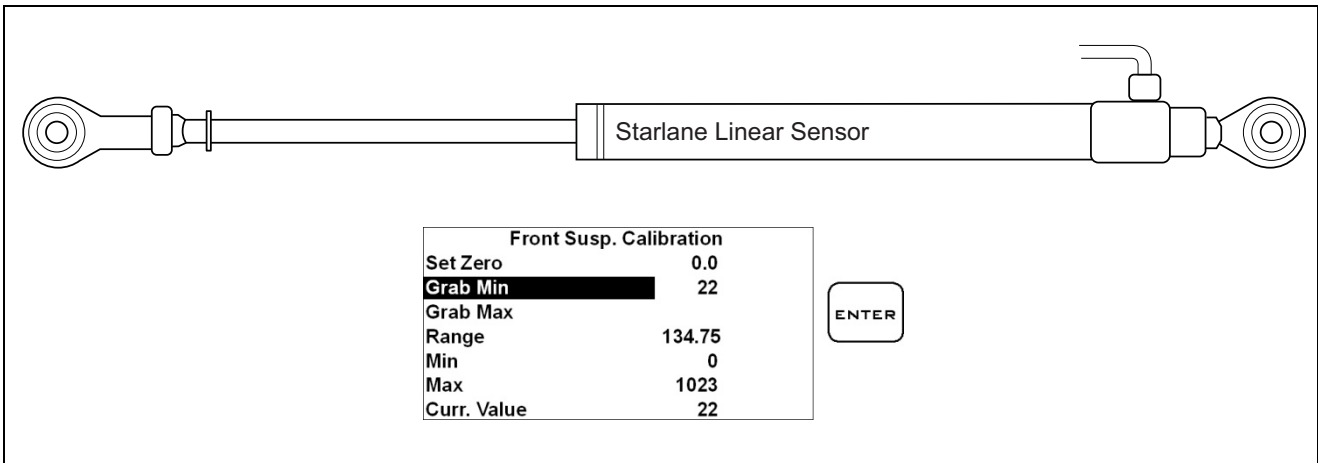 Starlane Linear Sensor
Front Susp. Calibration
Set Zero 0.0
Grab Min 22
ENTER
Grab Max
Range 134.75
Min 0
Max 1023
Curr. Value 22